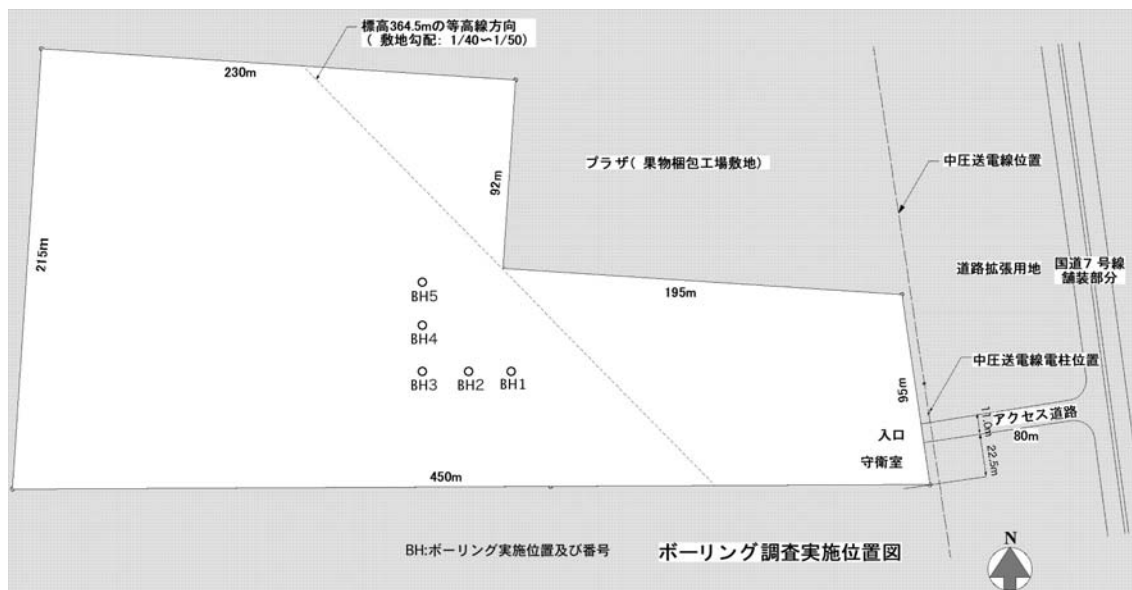 標高364.5mの等高線方向
( 敷地勾配: 1/40～1/50)
230m
92m
プラザ( 果物梱包工場敷地)
中圧送電線位置
215m
道路拡張用地
国道7 号線
舗装部分
195m
BH5
BH4
BH3
BH2
BH1
中圧送電線電柱位置
95m
11.0m
アクセス道路
入口
80m
守衛室
22.5m
450m
BH:ボーリング実施位置及び番号
ボーリング調査実施位置図
N